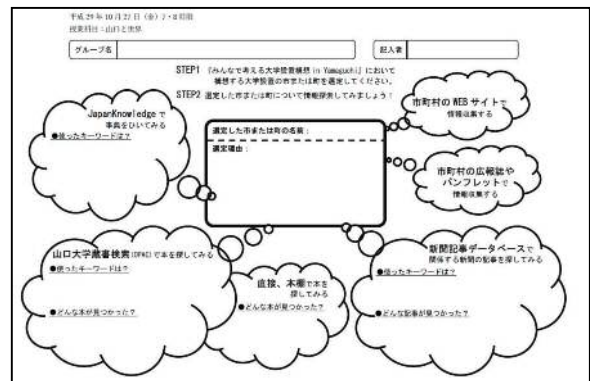 平成29年10月27日（金）7・8時限
授業科目：山口と世界
グループ名
記入者
STEP1 『みんなで考える大学設置構想 in Yamaguchi』において
構想する大学設置の市または町を選定してください。
STEP2 選定した市または町について情報探索してみましょう！
JapanKnowledgeで
事典をひいてみる
●使ったキーワードは？
選定した市または町の名前：
選定理由：
市町村のWEBサイトで
情報収集する
市町村の広報誌や
パンフレットで
情報収集する
山口大学蔵書検索(OPAC)で本を探してみる
●使ったキーワードは？
●どんな本が見つかった？
直接、本棚で本を
探してみる
●どんな本が見つかった？
新聞記事データベースで
関係する新聞の記事を探してみる
●使ったキーワードは？
●どんな記事が見つかった？